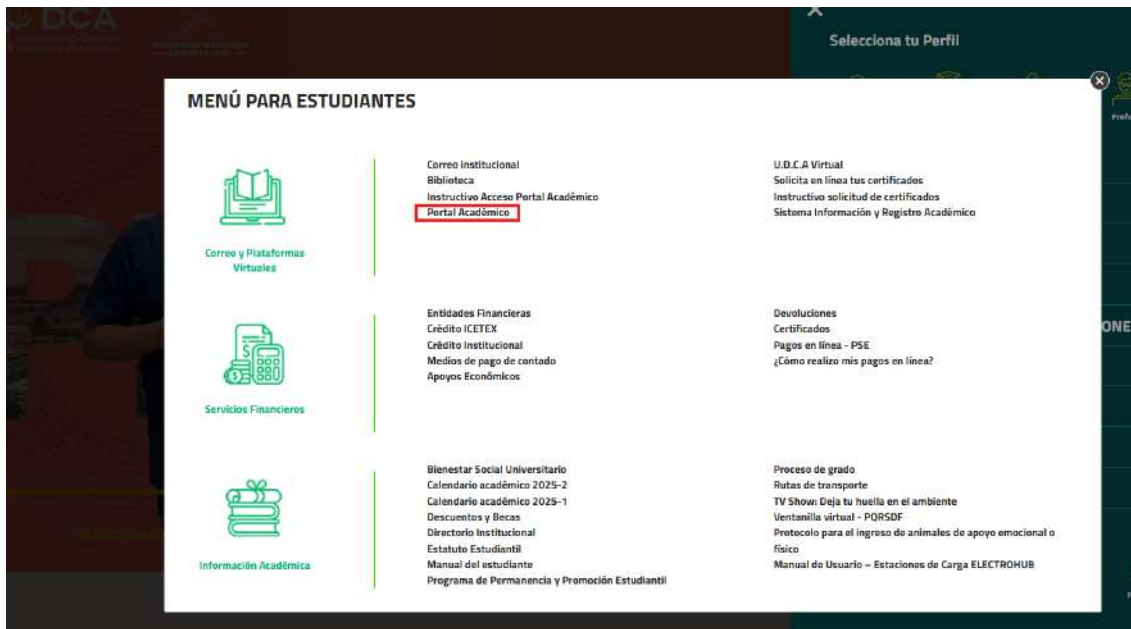 DCA
Selecciona tu Perfil
MENÚ PARA ESTUDIANTES
Correo institucional
Biblioteca
Instructivo Acceso Portal Académico
Portal Académico
U.D.C.A Virtual
Solicita en línea tus certificados
Instructivo solicitud de certificados
Sistema Información y Registro Académico
Correo y Plataformas
Virtuales
Entidades Financieras
Crédito ICETEX
Crédito Institucional
Medios de pago de contado
Apoyos Económicos
Devoluciones
Certificados
Pagos en línea - PSE
¿Cómo realizo mis pagos en línea?
Servicios Financieros
Bienestar Social Universitario
Calendario académico 2025-2
Calendario académico 2025-1
Descuentos y Becas
Directorio Institucional
Estatuto Estudiantil
Manual del estudiante
Programa de Permanencia y Promoción Estudiantil
Proceso de grado
Rutas de transporte
TV Show: Deja tu huella en el ambiente
Ventanilla virtual - PQRSDF
Protocolo para el ingreso de animales de apoyo emocional o
físico
Manual de Usuario – Estaciones de Carga ELECTROHUB
Información Académica
ONE